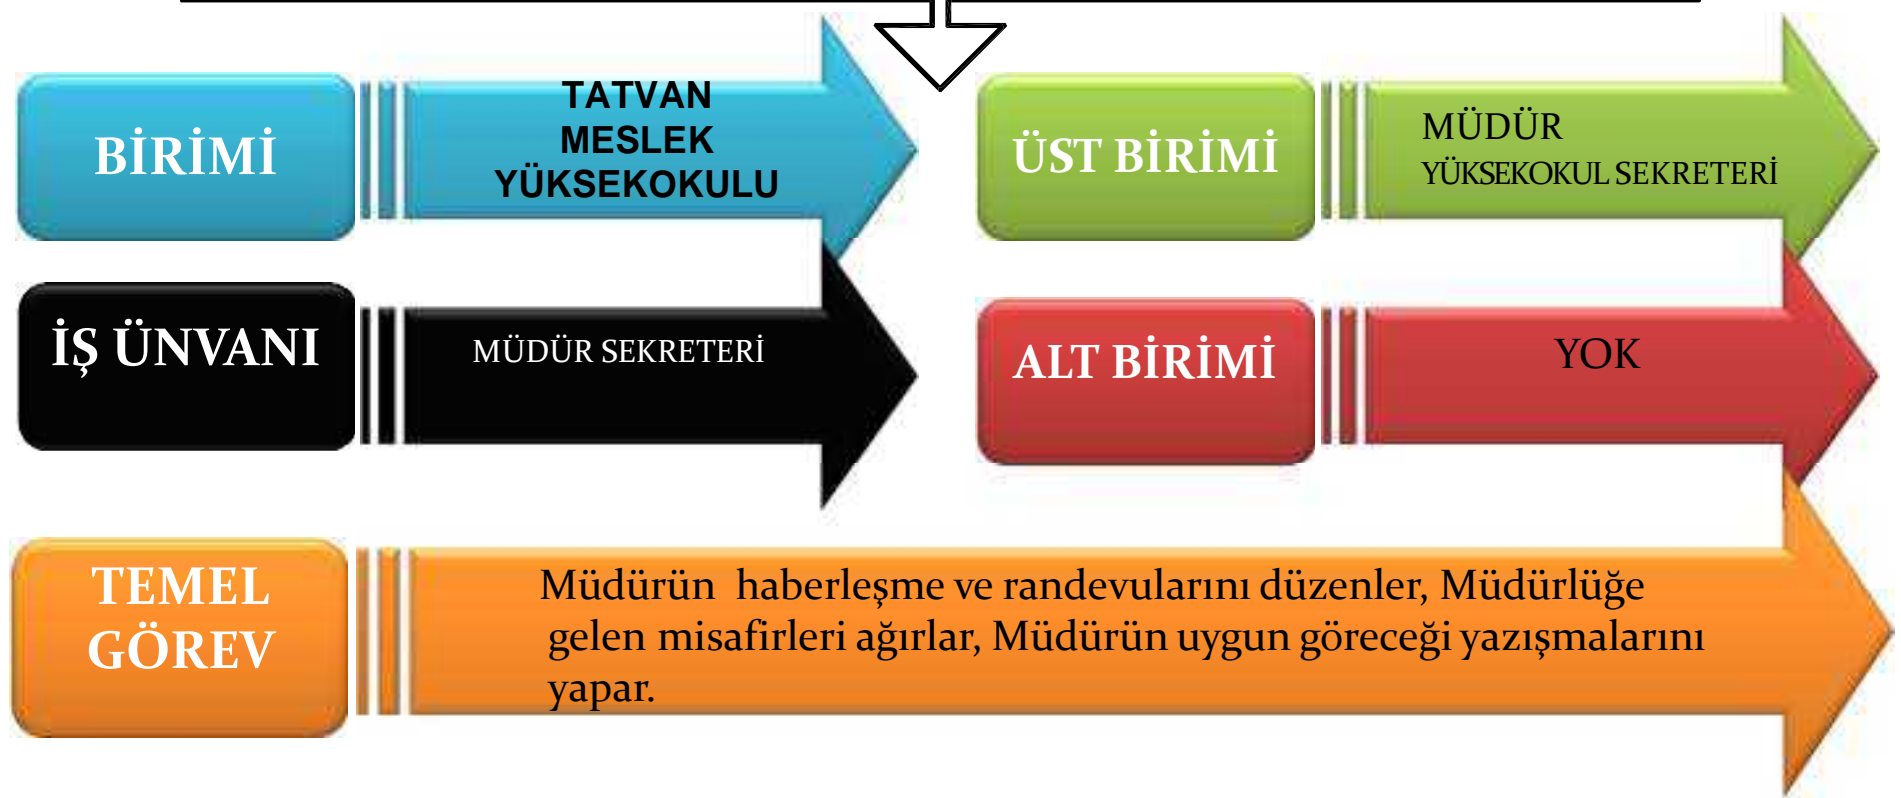 BİRİMİ
TATVAN
MESLEK
YÜKSEKOKULU
ÜST BİRİMİ
MÜDÜR
YÜKSEKOKUL SEKRETERİ
İŞ ÜNVANI
MÜDÜR SEKRETERİ
ALT BİRİMİ
YOK
TEMEL
GÖREV
Müdürün haberleşme ve randevularını düzenler, Müdürlüğe
gelen misafirleri ağırlar, Müdürün uygun göreceği yazışmalarını
yapar.